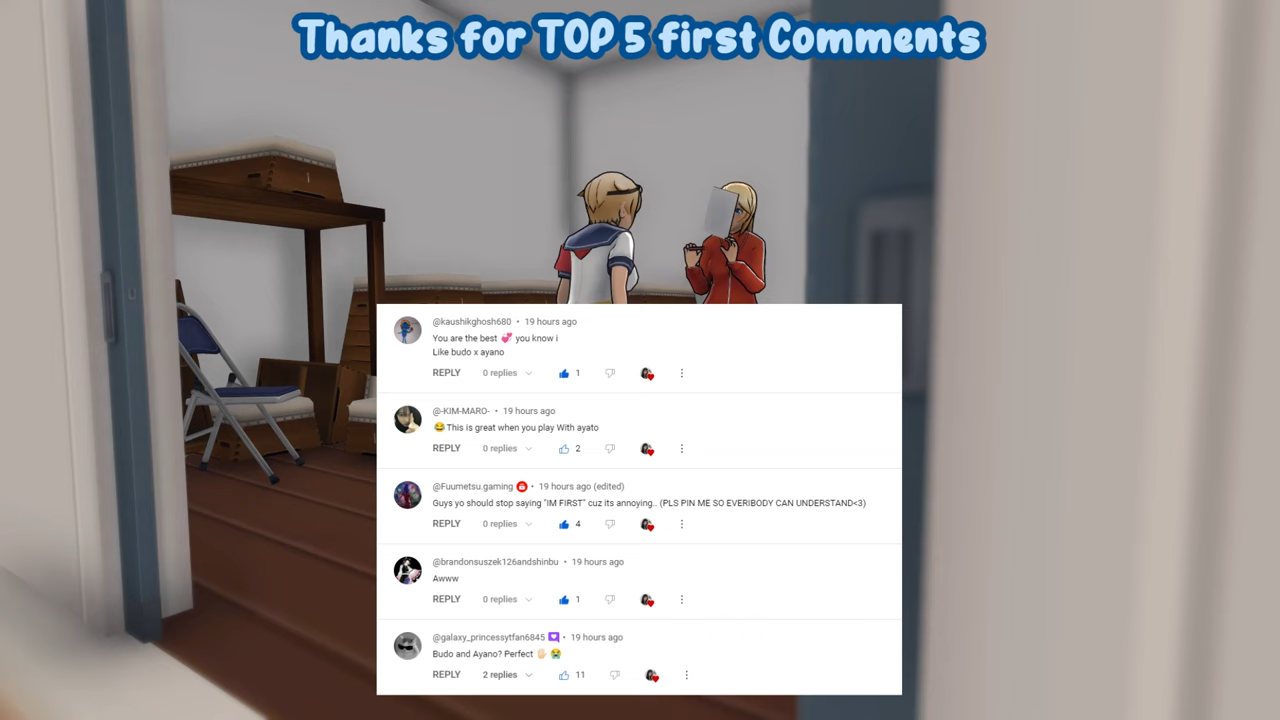 Thanks for TOP 5 first Comments
@kaushikghosh680 • 19 hours ago
You are the best 💞 you know i
Like budo x ayano
REPLY 0 replies 1
@-KIM-MARO- • 19 hours ago
😂This is great when you play With ayato
REPLY 0 replies 2
@Fuumetsu.gaming • 19 hours ago (edited)
Guys yo should stop saying "IM FIRST" cuz its annoying.. (PLS PIN ME SO EVERIBODY CAN UNDERSTAND<3)
REPLY 0 replies 4
@brandonsuszek126andshinbu • 19 hours ago
Awww
REPLY 0 replies 1
@galaxy_princessytfan6845 • 19 hours ago
Budo and Ayano? Perfect 🖐🏻 😭
REPLY 2 replies 11